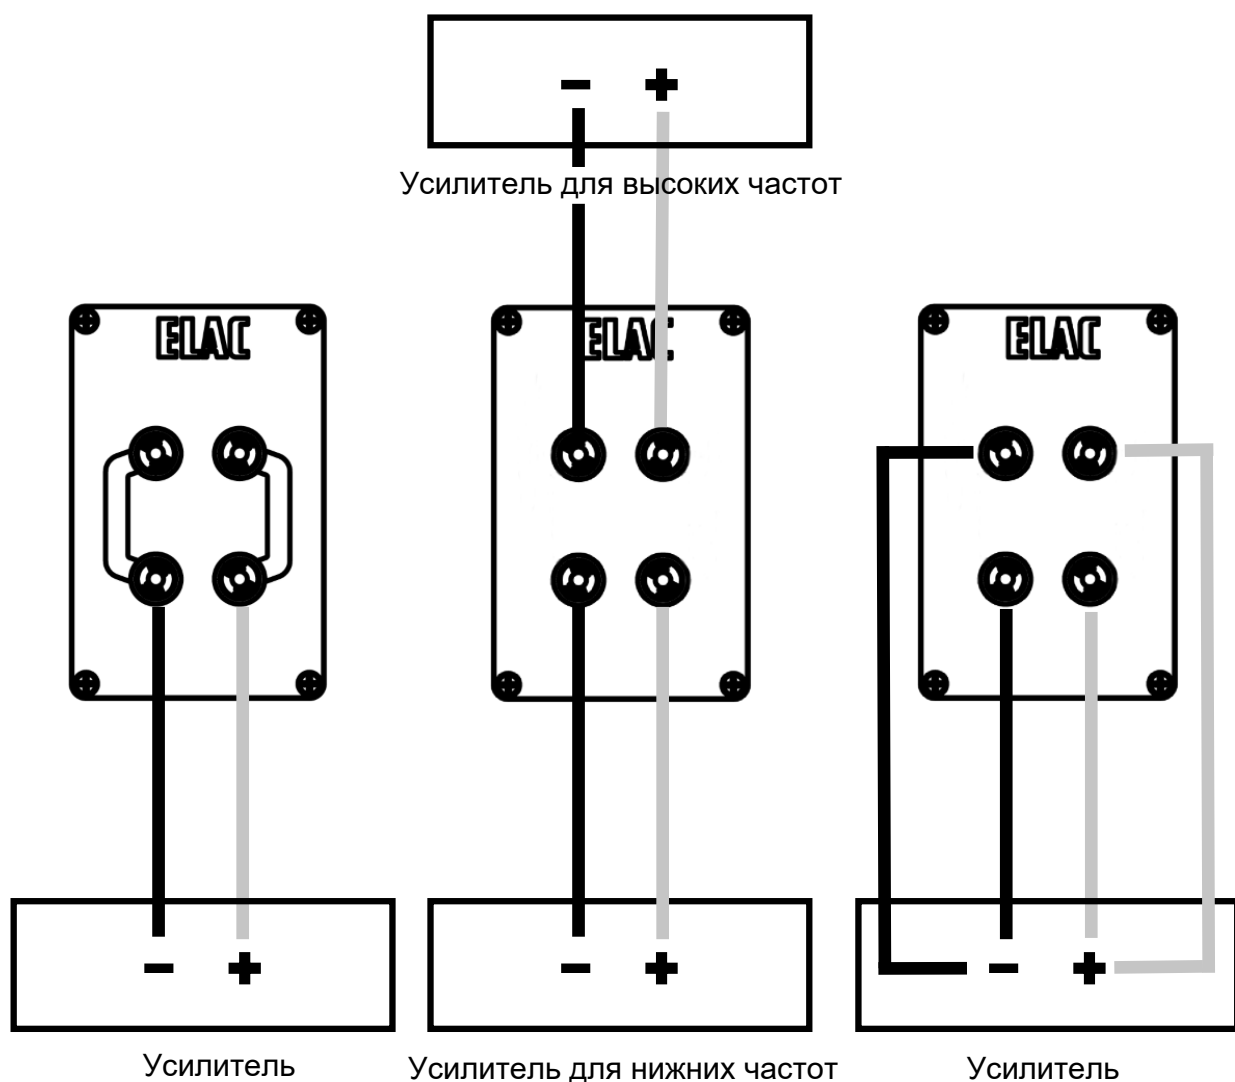 − +
Усилитель для высоких частот
ELAC
ELAC
ELAC
− +
− +
− +
Усилитель
Усилитель для нижних частот
Усилитель